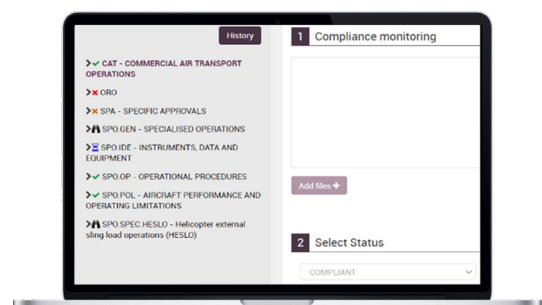 History
CAT - COMMERCIAL AIR TRANSPORT
OPERATIONS
ORO
SPA - SPECIFIC APPROVALS
SPO.GEN - SPECIALISED OPERATIONS
SPO.IDE - INSTRUMENTS, DATA AND
EQUIPMENT
SPO.OP - OPERATIONAL PROCEDURES
SPO.POL - AIRCRAFT PERFORMANCE AND
OPERATING LIMITATIONS
SPO.SPEC.HESLO - Helicopter external
sling load operations (HESLO)
1 Compliance monitoring
Add files +
2 Select Status
COMPLIANT